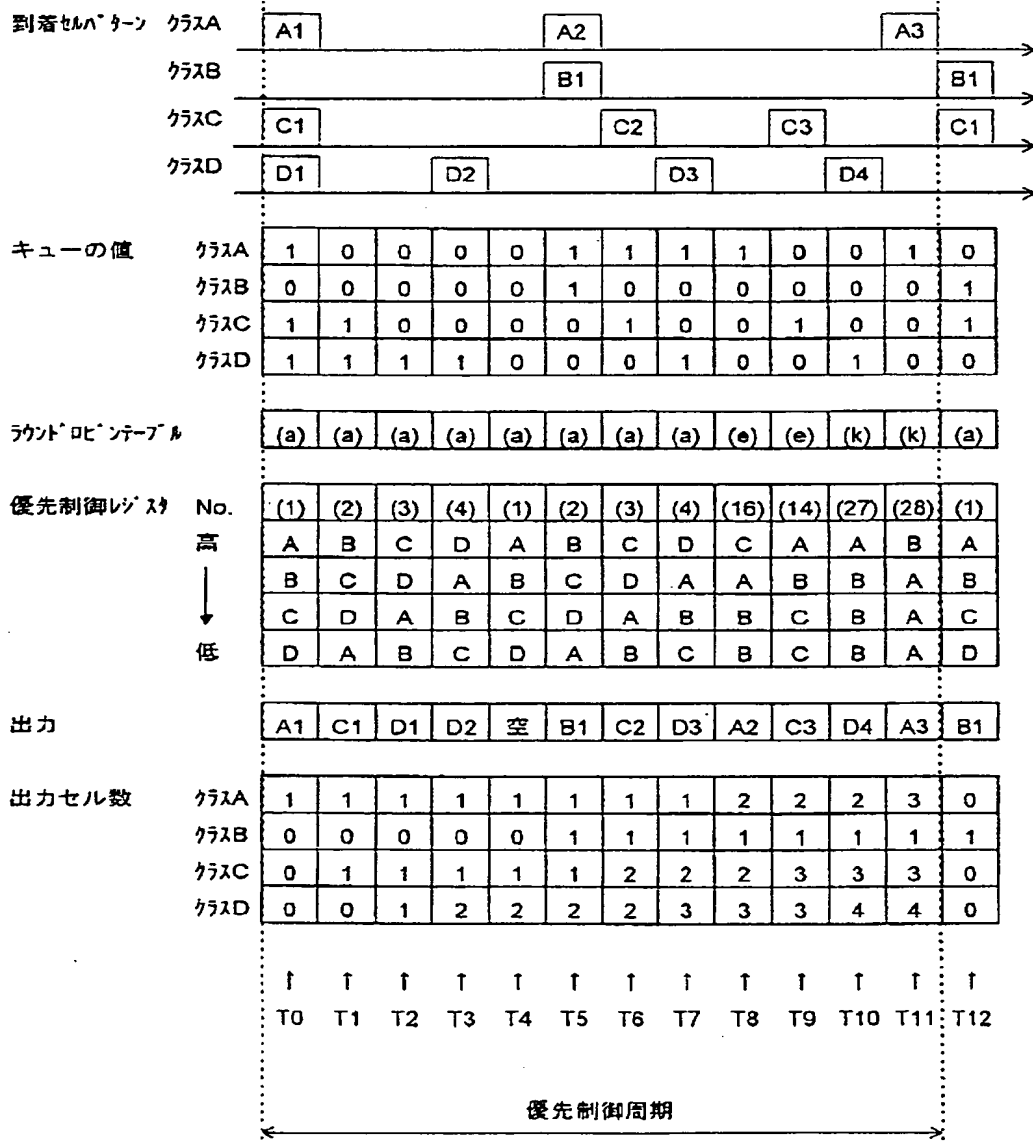 到着セルパターン クラスA A1 A2 A3
クラスB B1 B1
クラスC C1 C2 C3 C1
クラスD D1 D2 D3 D4
キューの値 クラスA 1 0 0 0 0 1 1 1 1 0 0 1 0
クラスB 0 0 0 0 0 1 0 0 0 0 0 0 1
クラスC 1 1 0 0 0 0 1 0 0 1 0 0 1
クラスD 1 1 1 1 0 0 0 1 0 0 1 0 0
ラウンドロビンテーブル (a) (a) (a) (a) (a) (a) (a) (a) (e) (e) (k) (k) (a)
優先制御レジスタ No. (1) (2) (3) (4) (1) (2) (3) (4) (16) (14) (27) (28) (1)
高 A B C D A B C D C A A B A
↓ B C D A B C D A A B B A B
C D A B C D A B B C B A C
低 D A B C D A B C B C B A D
出力 A1 C1 D1 D2 空 B1 C2 D3 A2 C3 D4 A3 B1
出力セル数 クラスA 1 1 1 1 1 1 1 1 2 2 2 3 0
クラスB 0 0 0 0 0 1 1 1 1 1 1 1 1
クラスC 0 1 1 1 1 1 2 2 2 3 3 3 0
クラスD 0 0 1 2 2 2 2 3 3 3 4 4 0
↑ ↑ ↑ ↑ ↑ ↑ ↑ ↑ ↑ ↑ ↑ ↑ ↑
T0 T1 T2 T3 T4 T5 T6 T7 T8 T9 T10 T11 T12
優先制御周期